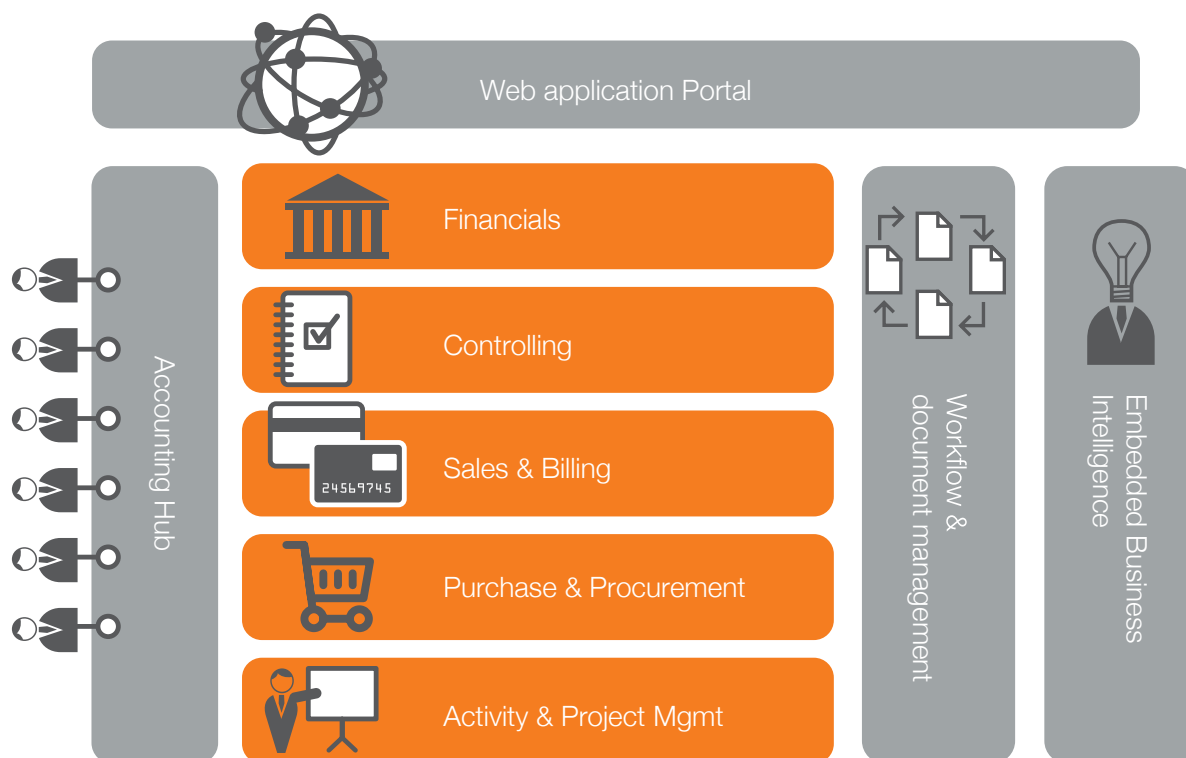 Web application Portal
Accounting Hub
Financials
Controlling
Sales & Billing
24569745
Purchase & Procurement
Activity & Project Mgmt
Workflow &
document management
Embedded Business
Intelligence